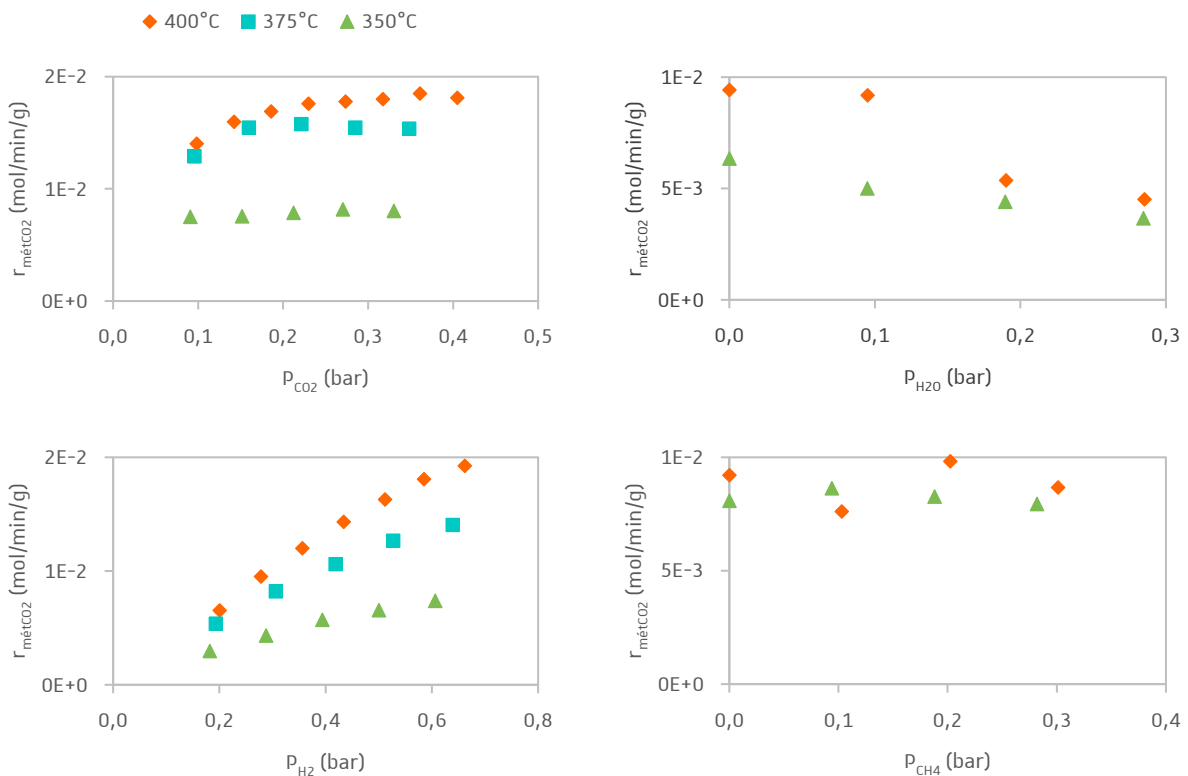 400°C 375°C 350°C
r métCO2 (mol/min/g)
2E-2
1E-2
0E+0
0,0 0,1 0,2 0,3 0,4 0,5
P CO2 (bar)
r métCO2 (mol/min/g)
1E-2
5E-3
0E+0
0,0 0,1 0,2 0,3
P H2O (bar)
r métCO2 (mol/min/g)
2E-2
1E-2
0E+0
0,0 0,2 0,4 0,6 0,8
P H2 (bar)
r métCO2 (mol/min/g)
1E-2
5E-3
0E+0
0,0 0,1 0,2 0,3 0,4
P CH4 (bar)